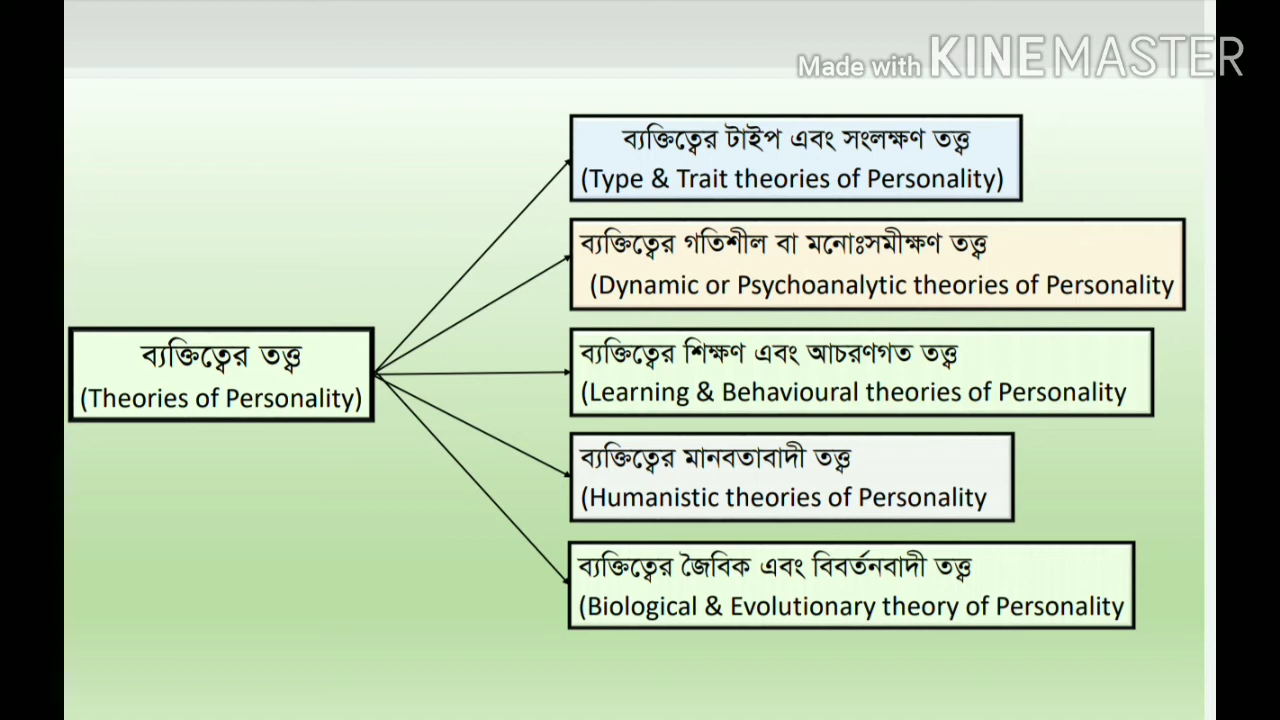 Made with KINEMASTER
ব্যক্তিত্বের টাইপ এবং সংলক্ষণ তত্ত্ব
(Type & Trait theories of Personality)
ব্যক্তিত্বের গতিশীল বা মনোঃসমীক্ষণ তত্ত্ব
(Dynamic or Psychoanalytic theories of Personality
ব্যক্তিত্বের তত্ত্ব
(Theories of Personality)
ব্যক্তিত্বের শিক্ষণ এবং আচরণগত তত্ত্ব
(Learning & Behavioural theories of Personality
ব্যক্তিত্বের মানবতাবাদী তত্ত্ব
(Humanistic theories of Personality
ব্যক্তিত্বের জৈবিক এবং বিবর্তনবাদী তত্ত্ব
(Biological & Evolutionary theory of Personality